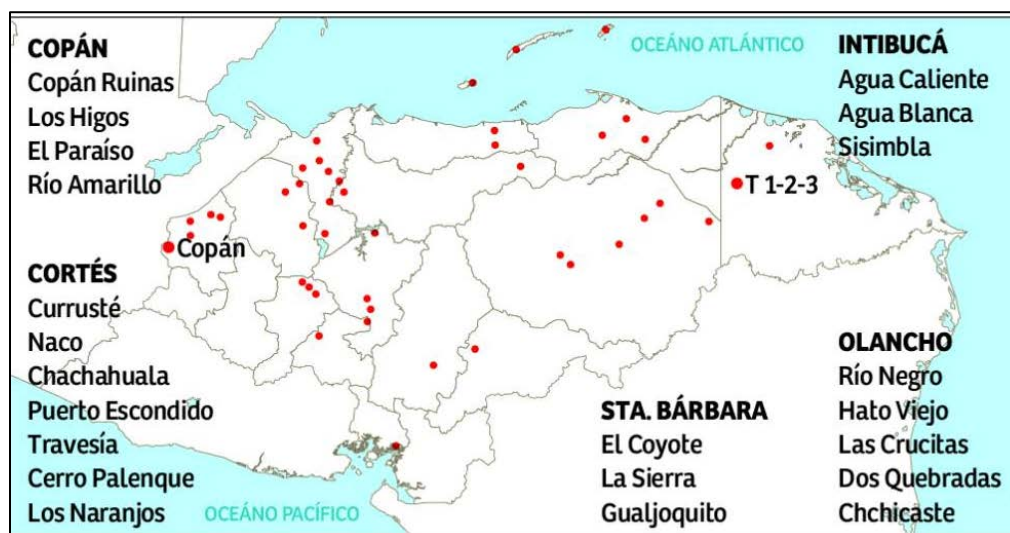 COPÁN
Copán Ruinas
Los Higos
El Paraíso
Río Amarillo
OCEÁNO ATLÁNTICO
INTIBUCÁ
Agua Caliente
Agua Blanca
Sisimbla
T 1-2-3
Copán
CORTÉS
Currusté
Naco
Chachahuala
Puerto Escondido
Travesía
Cerro Palenque
Los Naranjos
OCEÁNO PACÍFICO
STA. BÁRBARA
El Coyote
La Sierra
Gualjoquito
OLANCHO
Río Negro
Hato Viejo
Las Crucitas
Dos Quebradas
Chchicaste